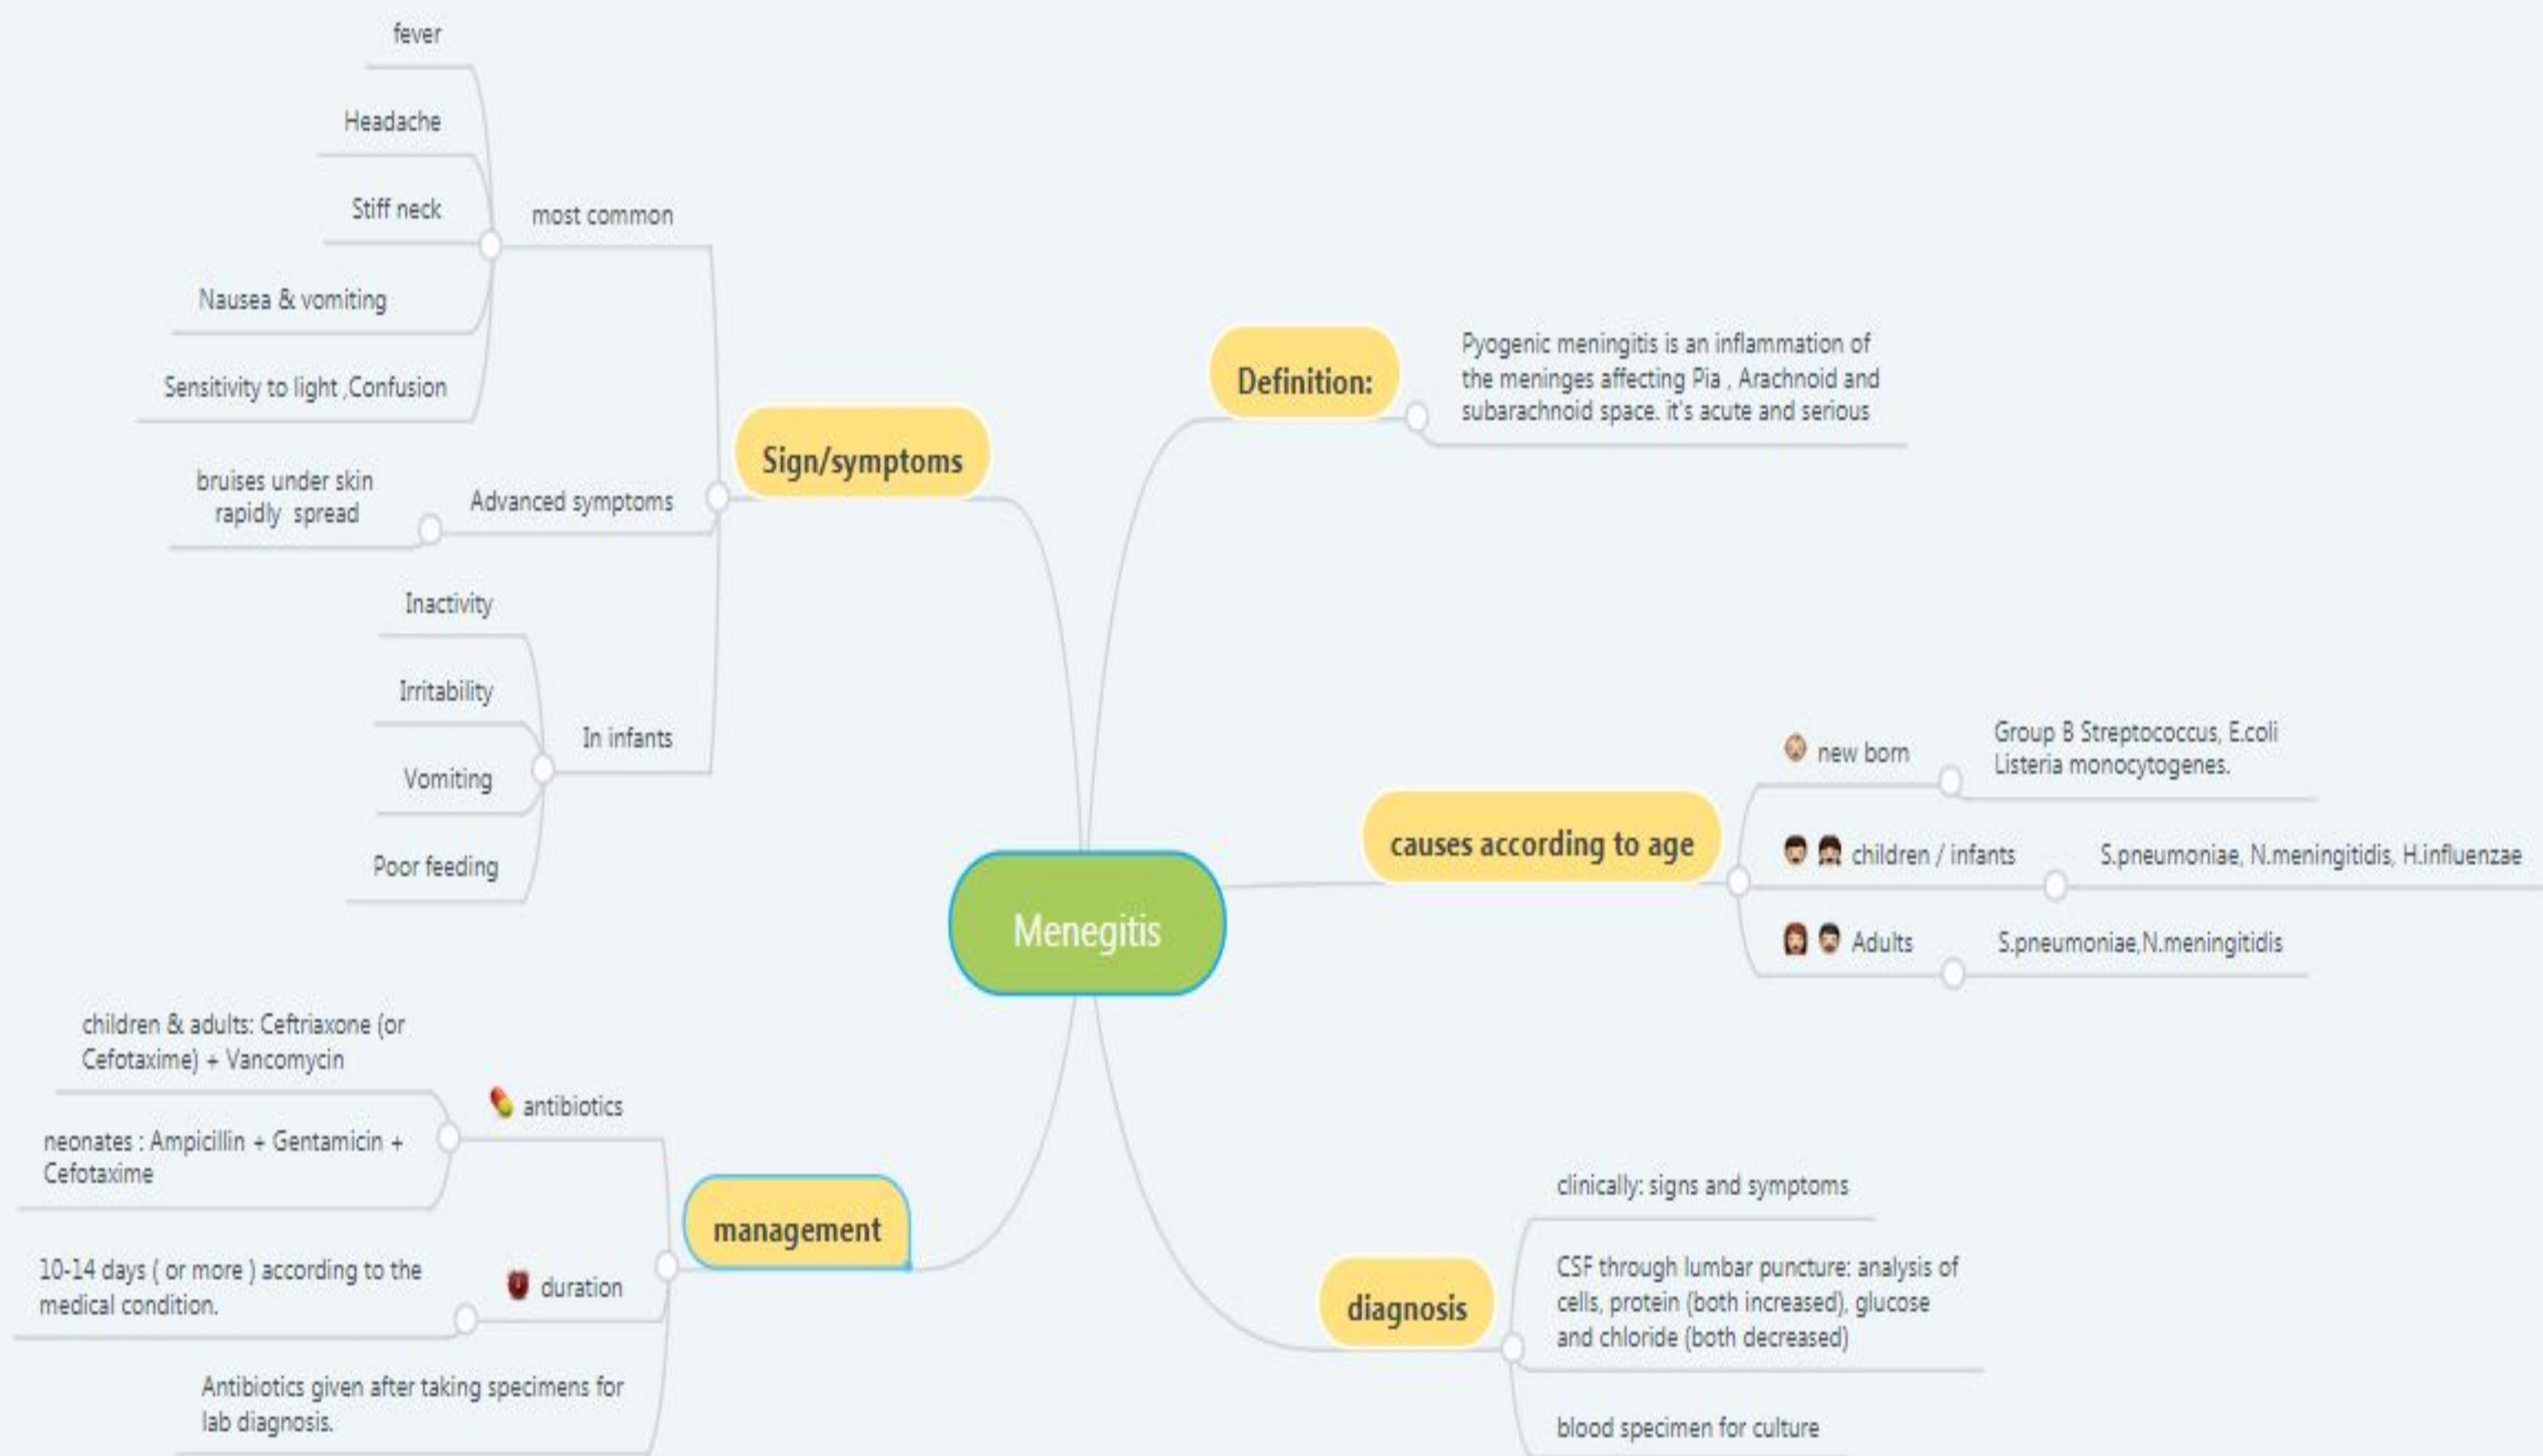 fever
Headache
Stiff neck
Nausea & vomiting
Sensitivity to light ,Confusion
most common
bruises under skin
rapidly  spread
Advanced symptoms
Inactivity
Irritability
Vomiting
Poor feeding
In infants
Sign/symptoms
Definition:
Pyogenic meningitis is an inflammation of
the meninges affecting Pia , Arachnoid and
subarachnoid space. it's acute and serious
causes according to age
new born
Group B Streptococcus, E.coli
Listeria monocytogenes.
children / infants
S.pneumoniae, N.meningitidis, H.influenzae
Adults
S.pneumoniae,N.meningitidis
Menegitis
children & adults: Ceftriaxone (or
Cefotaxime) + Vancomycin
neonates : Ampicillin + Gentamicin +
Cefotaxime
antibiotics
10-14 days ( or more ) according to the
medical condition.
duration
Antibiotics given after taking specimens for
lab diagnosis.
management
diagnosis
clinically: signs and symptoms
CSF through lumbar puncture: analysis of
cells, protein (both increased), glucose
and chloride (both decreased)
blood specimen for culture